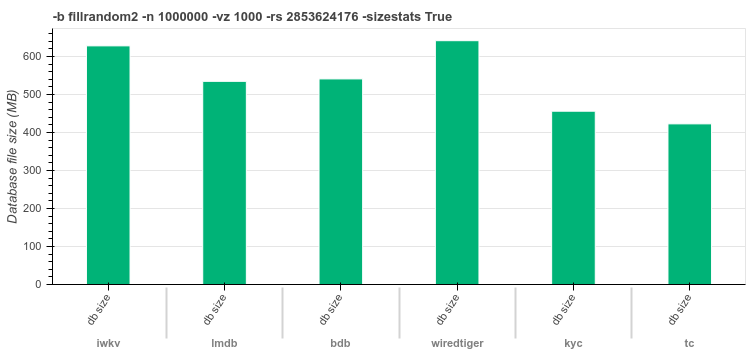 -b fillrandom2 -n 1000000 -vz 1000 -rs 2853624176 -sizestats True
Database file size (MB)
600
500
400
300
200
100
0
db size db size db size db size db size db size
iwkv lmdb bdb wiredtiger kyc tc